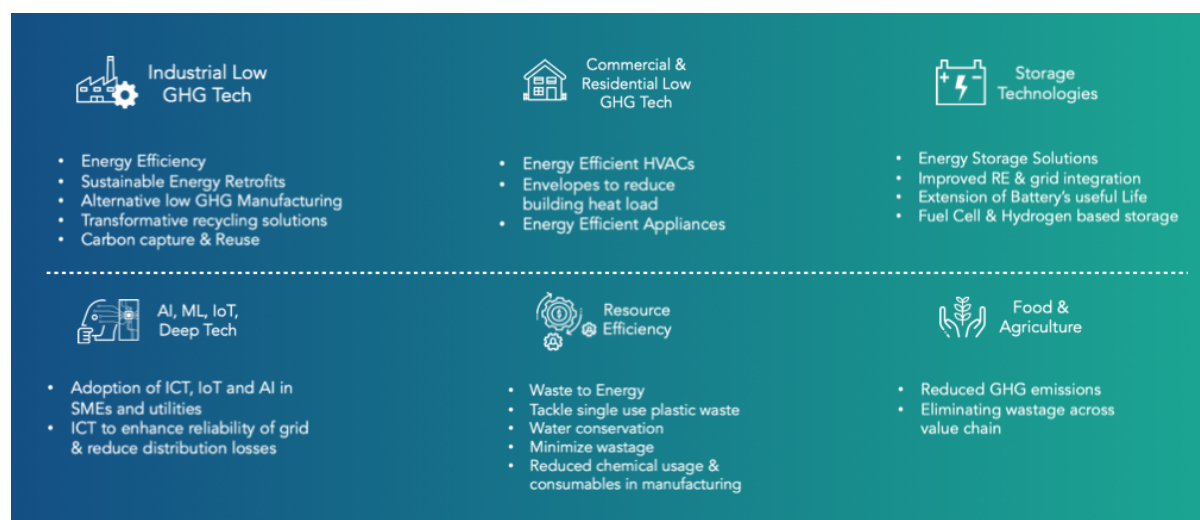 Industrial Low
GHG Tech
• Energy Efficiency
• Sustainable Energy Retrofits
• Alternative low GHG Manufacturing
• Transformative recycling solutions
• Carbon capture & Reuse
Commercial &
Residential Low
GHG Tech
• Energy Efficient HVACs
• Envelopes to reduce
building heat load
• Energy Efficient Appliances
Storage
Technologies
• Energy Storage Solutions
• Improved RE & grid integration
• Extension of Battery's useful Life
• Fuel Cell & Hydrogen based storage
AI, ML, IoT,
Deep Tech
• Adoption of ICT, IoT and AI in
SMEs and utilities
• ICT to enhance reliability of grid
& reduce distribution losses
Resource
Efficiency
• Waste to Energy
• Tackle single use plastic waste
• Water conservation
• Minimize wastage
• Reduced chemical usage &
consumables in manufacturing
Food &
Agriculture
• Reduced GHG emissions
• Eliminating wastage across
value chain